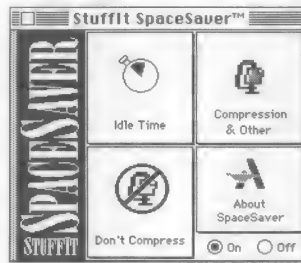 StuffIt SpaceSaver™
STUFFIT SPACESAVER
Idle Time
Compression
& Other
Don't Compress
About
SpaceSaver
On
Off